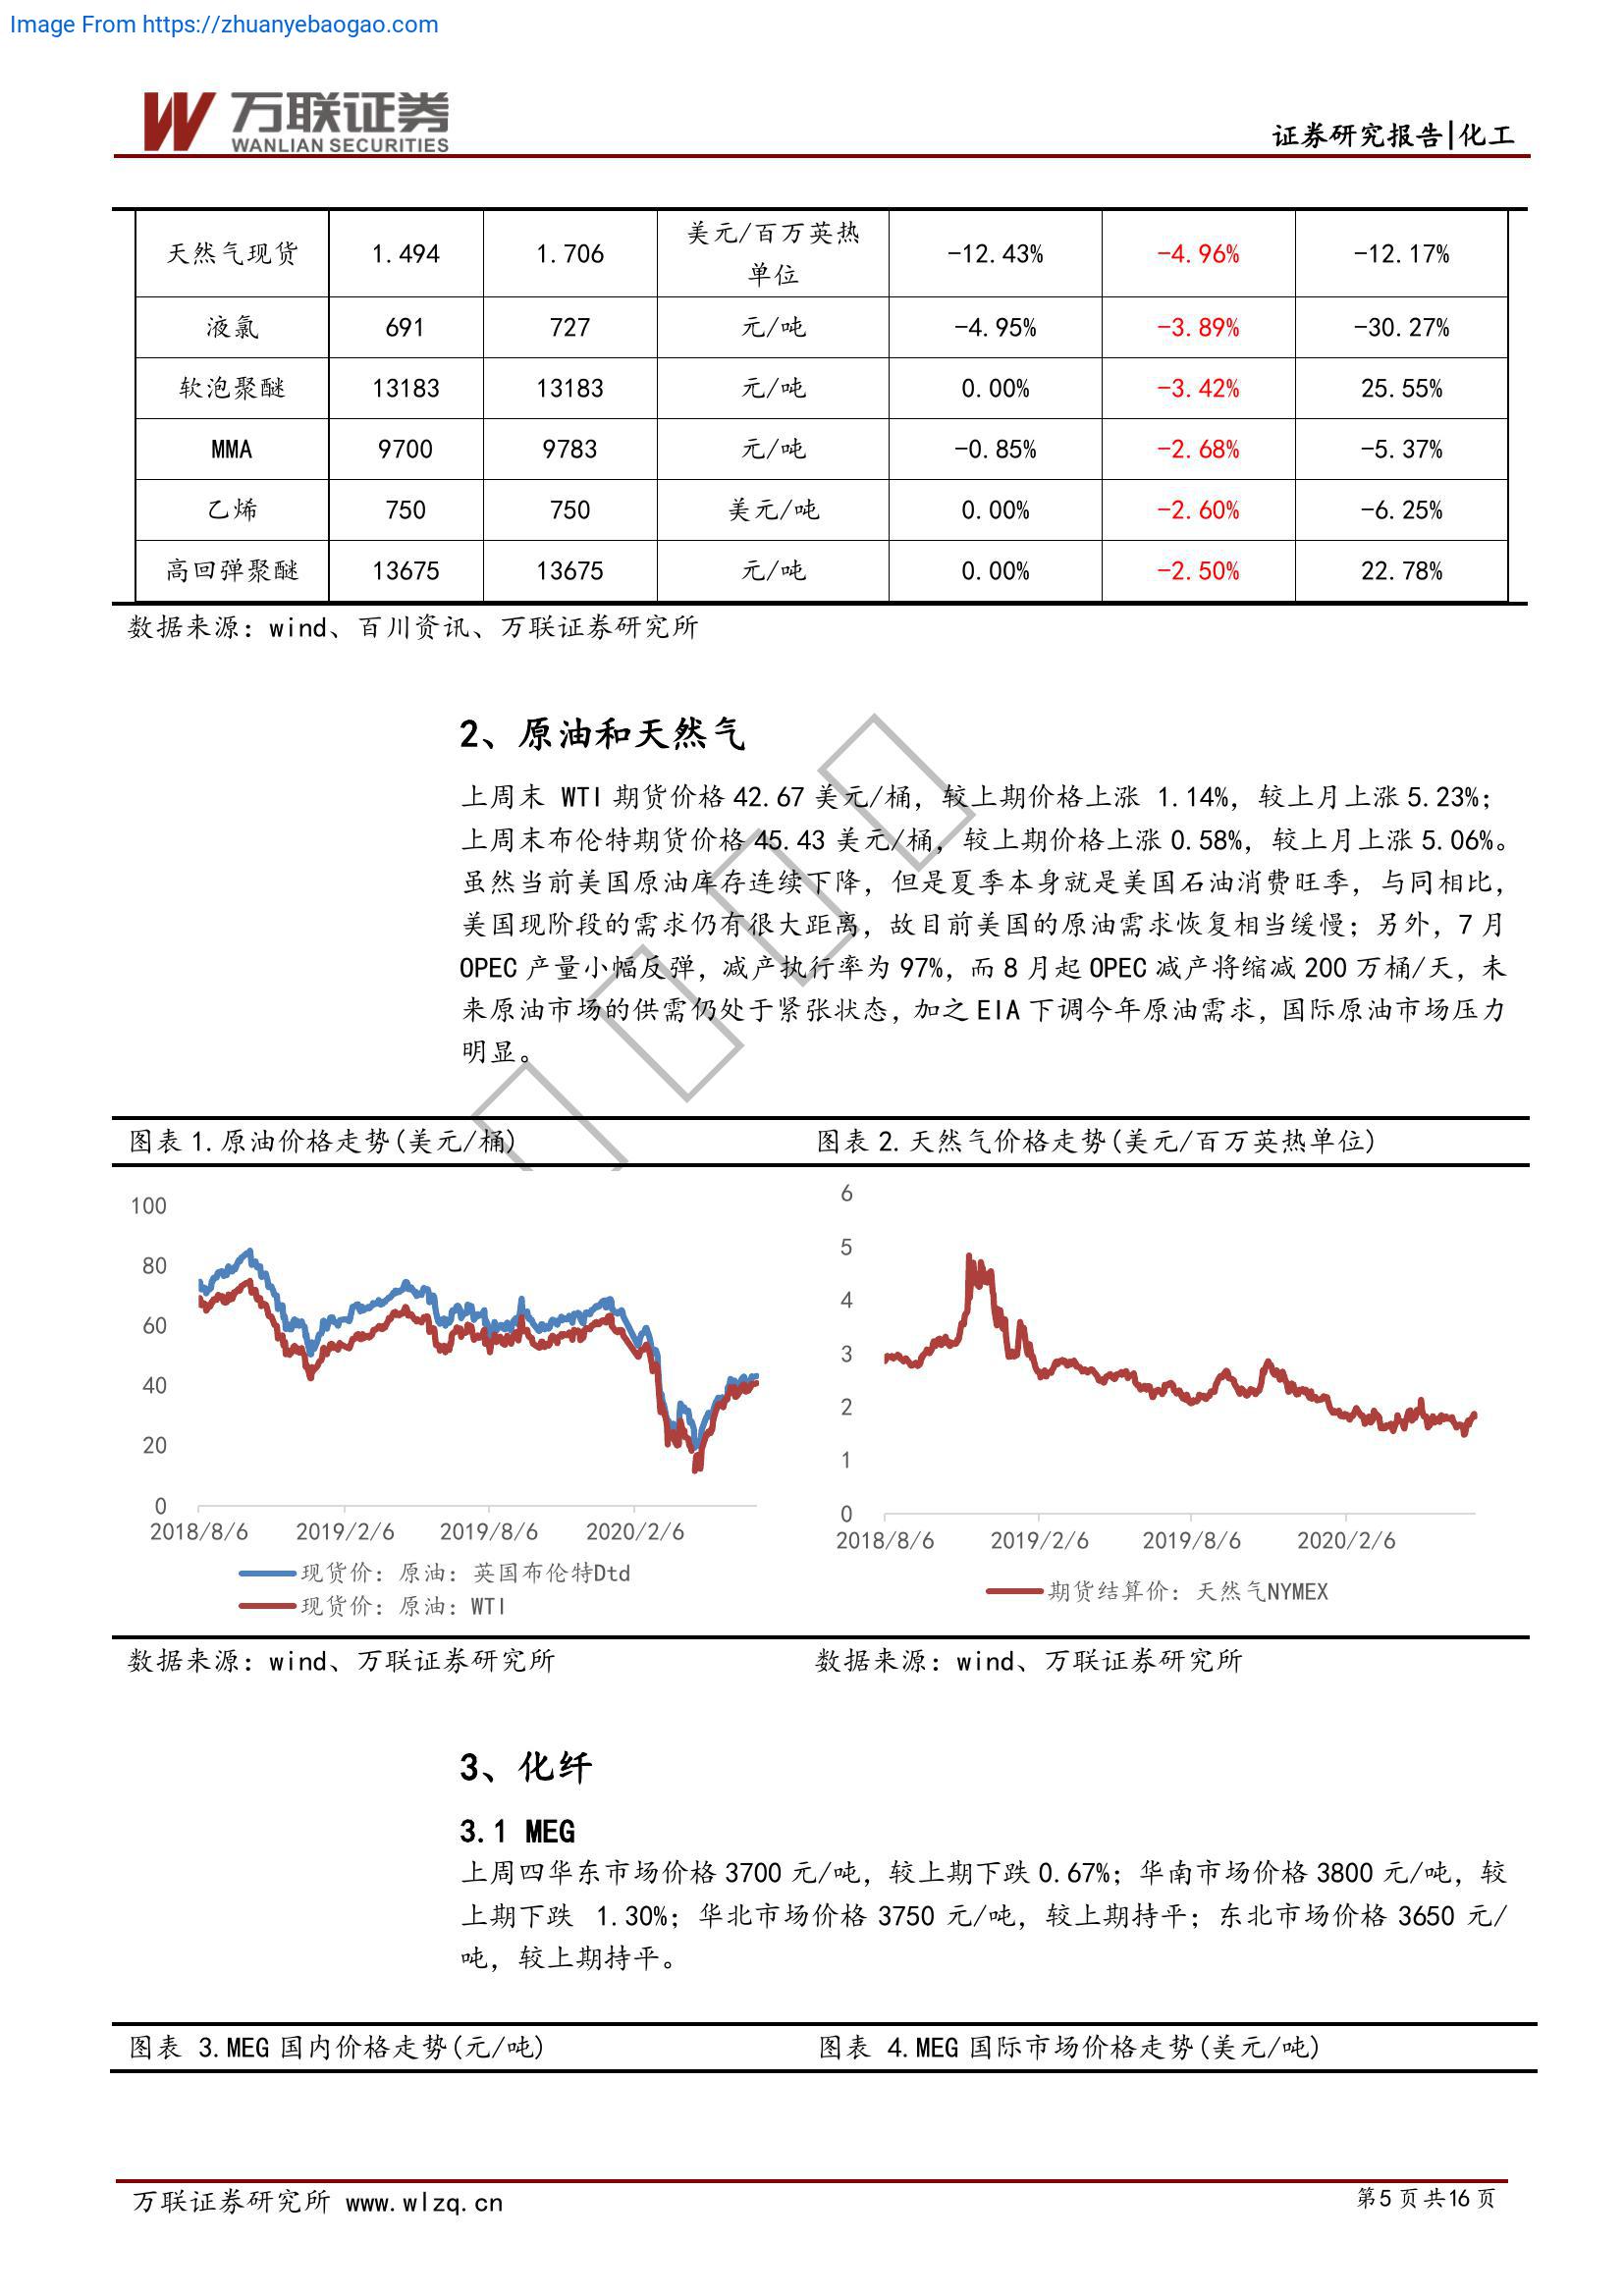 Image From https://zhuanyebaogao.com
万联证券
WANLIAN SECURITIES
证券研究报告|化工
天然气现货 1.494 1.706 美元/百万英热单位 -12.43% -4.96% -12.17%
液氯 691 727 元/吨 -4.95% -3.89% -30.27%
软泡聚醚 13183 13183 元/吨 0.00% -3.42% 25.55%
MMA 9700 9783 元/吨 -0.85% -2.68% -5.37%
乙烯 750 750 美元/吨 0.00% -2.60% -6.25%
高回弹聚醚 13675 13675 元/吨 0.00% -2.50% 22.78%
数据来源：wind、百川资讯、万联证券研究所
2、原油和天然气
上周末 WTI 期货价格 42.67 美元/桶，较上期价格上涨 1.14%，较上月上涨 5.23%；
上周末布伦特期货价格 45.43 美元/桶，较上期价格上涨 0.58%，较上月上涨 5.06%。
虽然当前美国原油库存连续下降，但是夏季本身就是美国石油消费旺季，与同相比，
美国现阶段的需求仍有很大距离，故目前美国的原油需求恢复相当缓慢；另外，7 月
OPEC 产量小幅反弹，减产执行率为 97%，而 8 月起 OPEC 减产将缩减 200 万桶/天，未
来原油市场的供需仍处于紧张状态，加之 EIA 下调今年原油需求，国际原油市场压力
明显。
图表 1.原油价格走势(美元/桶)
100
80
60
40
20
0
2018/8/6 2019/2/6 2019/8/6 2020/2/6
现货价：原油：英国布伦特Dtd
现货价：原油：WTI
数据来源：wind、万联证券研究所
图表 2.天然气价格走势(美元/百万英热单位)
6
5
4
3
2
1
0
2018/8/6 2019/2/6 2019/8/6 2020/2/6
期货结算价：天然气NYMEX
数据来源：wind、万联证券研究所
3、化纤
3.1 MEG
上周四华东市场价格 3700 元/吨，较上期下跌 0.67%；华南市场价格 3800 元/吨，较
上期下跌 1.30%；华北市场价格 3750 元/吨，较上期持平；东北市场价格 3650 元/
吨，较上期持平。
图表 3.MEG 国内价格走势(元/吨)
图表 4.MEG 国际市场价格走势(美元/吨)
万联证券研究所 www.wlzq.cn
第 5 页 共 16 页